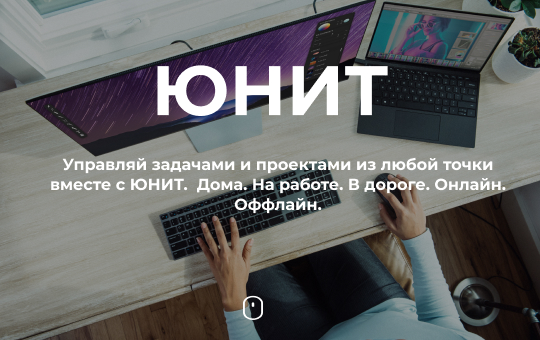 ЮНИТ
Управляй задачами и проектами из любой точки
вместе с ЮНИТ. Дома. На работе. В дороге. Онлайн.
Оффлайн.